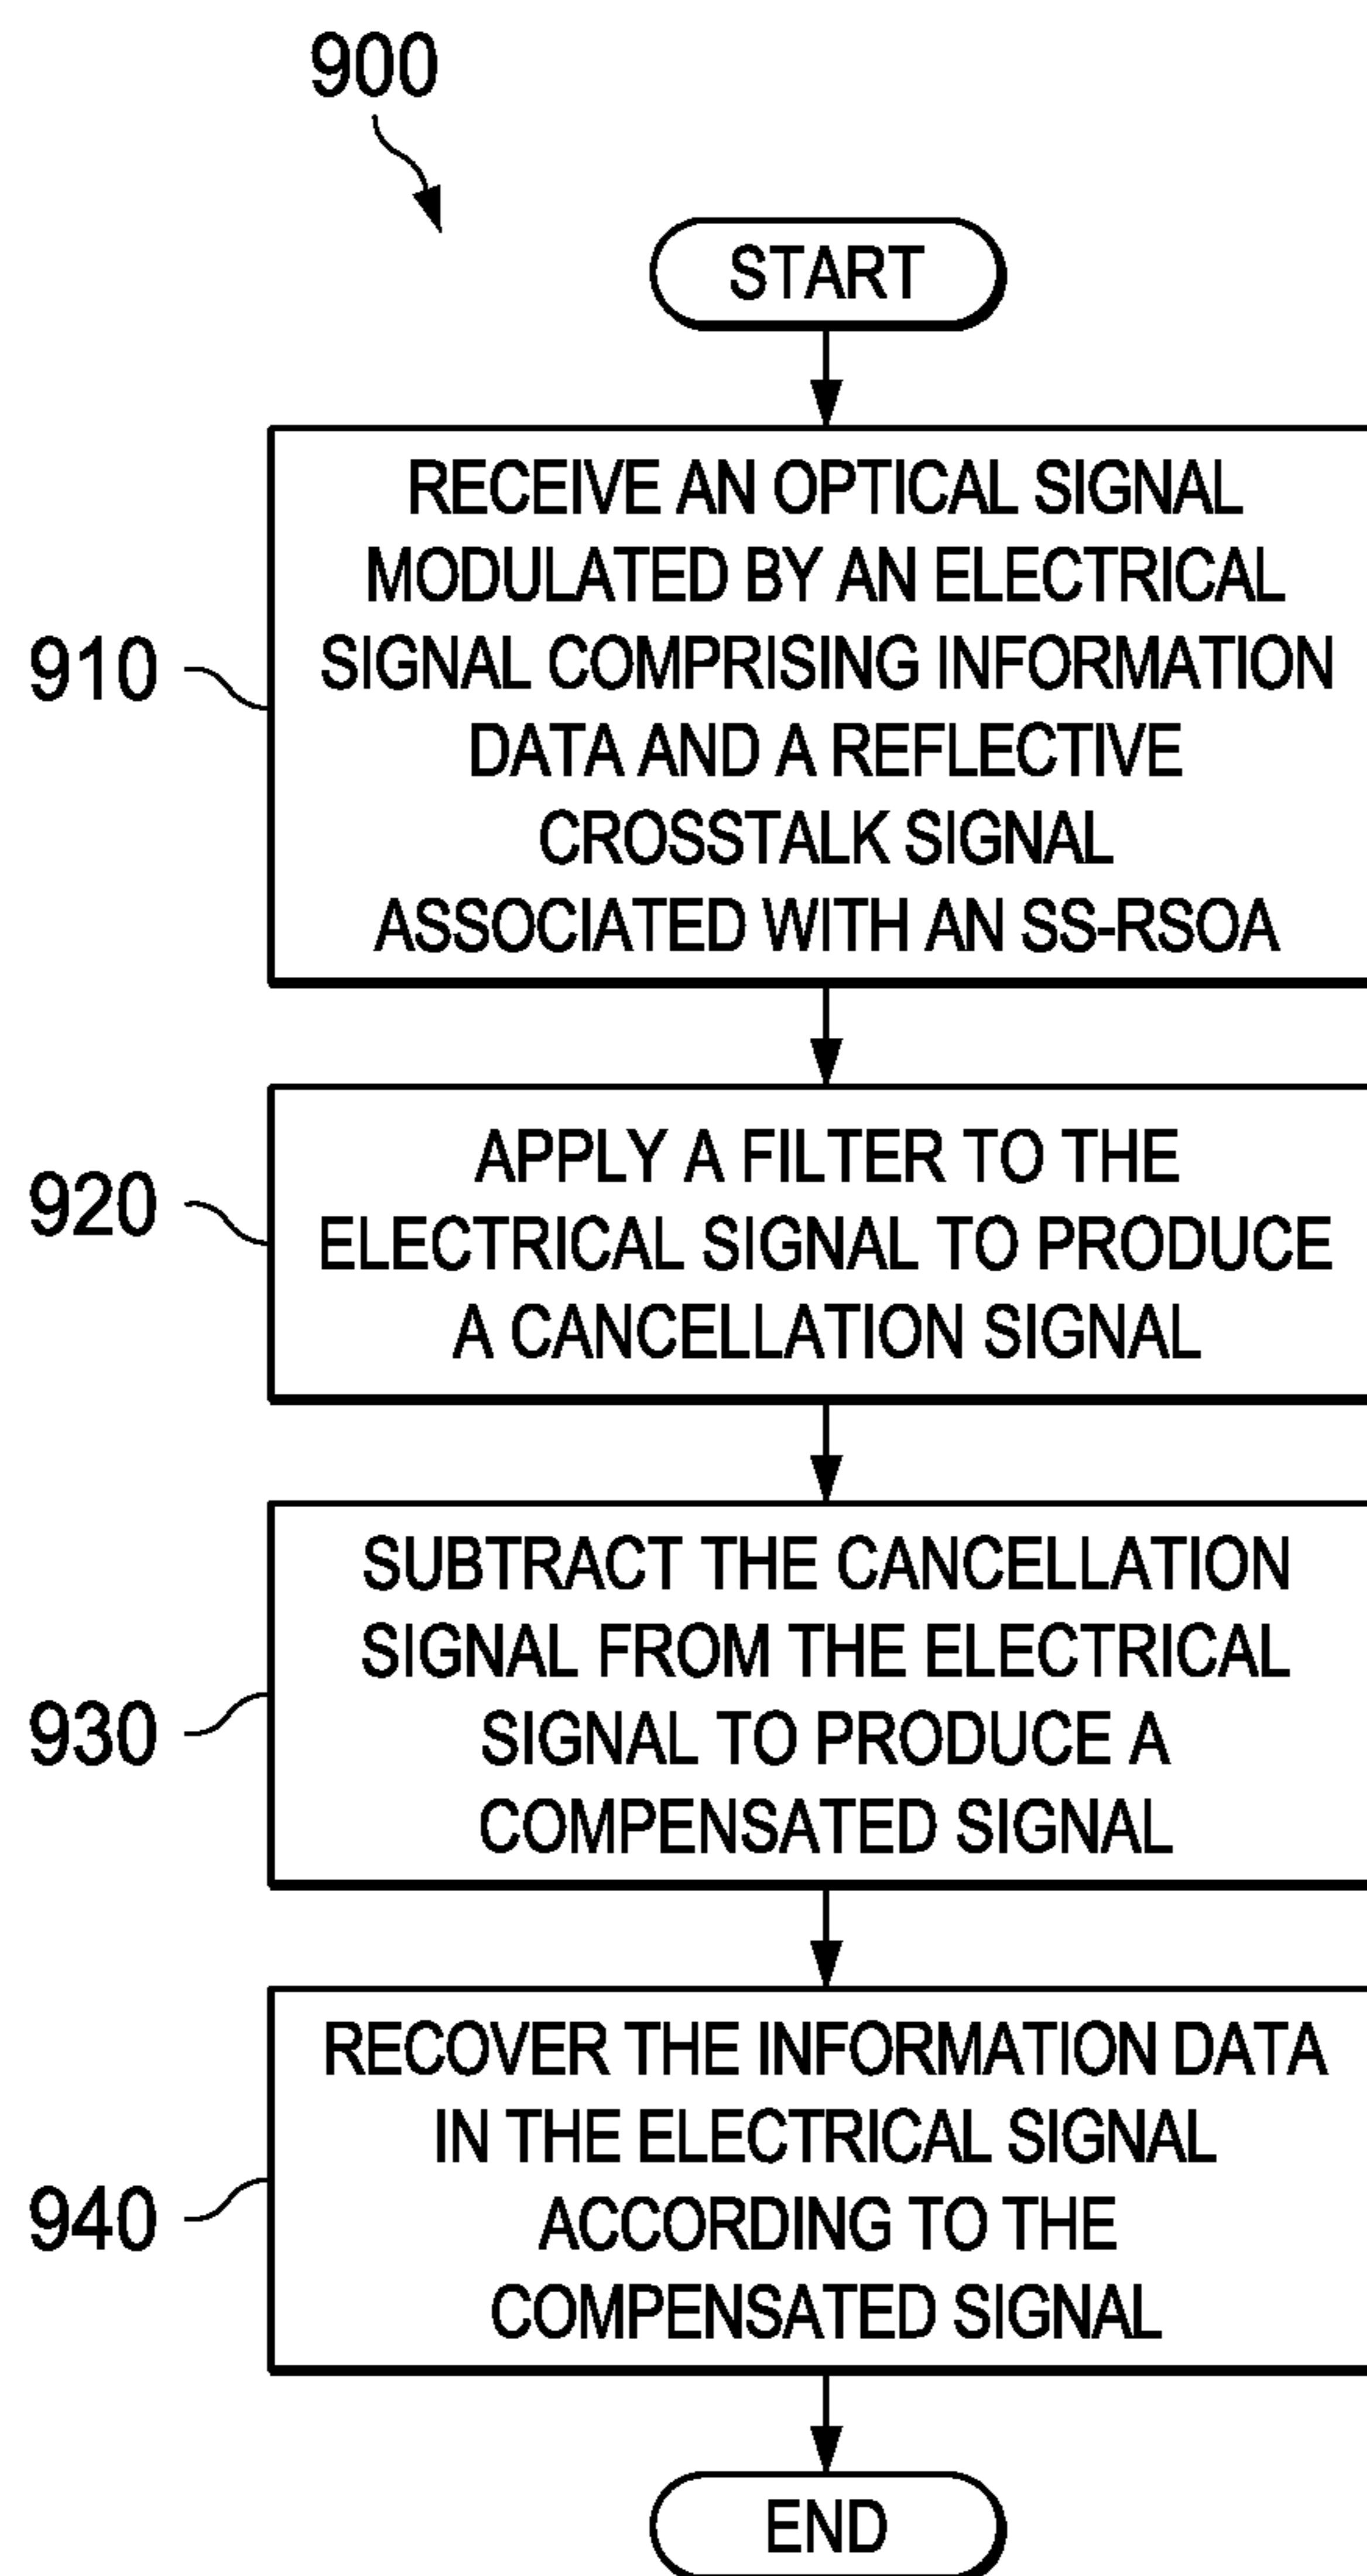 900
START
RECEIVE AN OPTICAL SIGNAL
MODULATED BY AN ELECTRICAL
SIGNAL COMPRISING INFORMATION
DATA AND A REFLECTIVE
CROSSTALK SIGNAL
ASSOCIATED WITH AN SS-RSOA
910
APPLY A FILTER TO THE
ELECTRICAL SIGNAL TO PRODUCE
A CANCELLATION SIGNAL
920
SUBTRACT THE CANCELLATION
SIGNAL FROM THE ELECTRICAL
SIGNAL TO PRODUCE A
COMPENSATED SIGNAL
930
RECOVER THE INFORMATION DATA
IN THE ELECTRICAL SIGNAL
ACCORDING TO THE
COMPENSATED SIGNAL
940
END